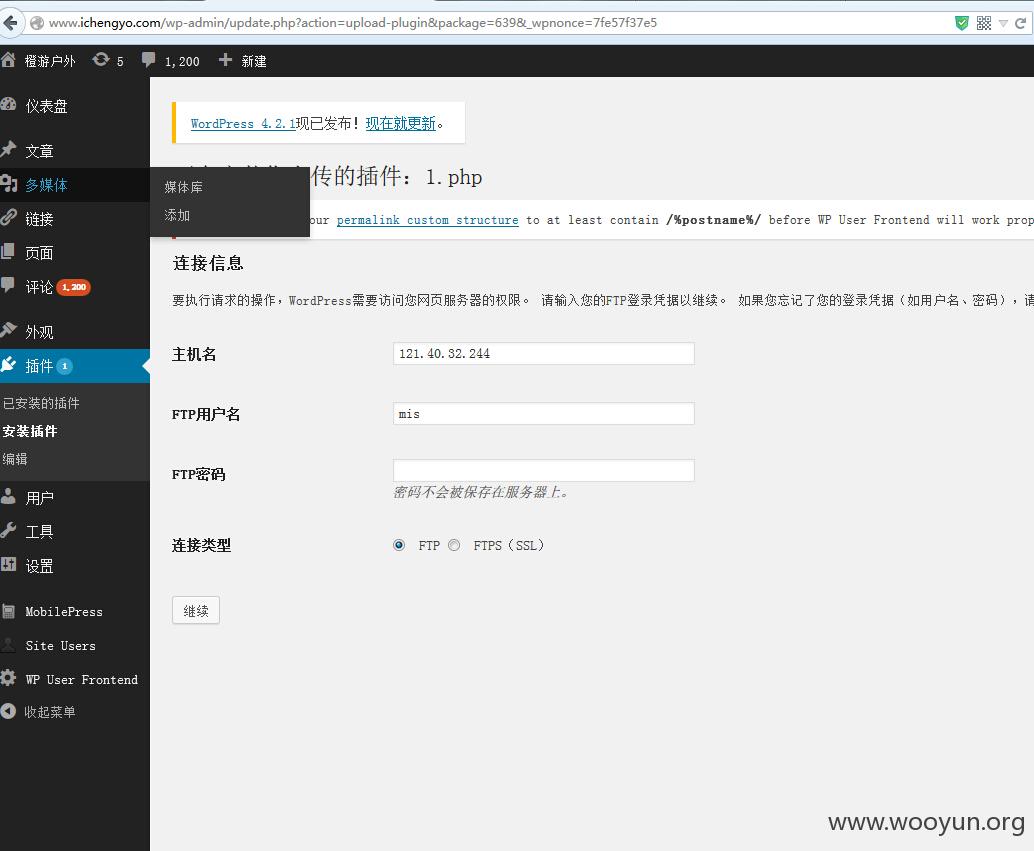 www.ichengyo.com/wp-admin/update.php?action=upload-plugin&package=639&_wpnonce=7fe57f37e5
橙游户外 5 1,200 新建
仪表盘
文章
多媒体
媒体库
添加
链接
页面
评论 1,200
外观
插件 1
已安装的插件
安装插件
编辑
用户
工具
设置
MobilePress
Site Users
WP User Frontend
收起菜单
WordPress 4.2.1现已发布！现在就更新。
传的插件：1.php
our permalink custom structure to at least contain /%postname%/ before WP User Frontend will work prop
连接信息
要执行请求的操作，WordPress需要访问您网页服务器的权限。 请输入您的FTP登录凭据以继续。 如果您忘记了您的登录凭据（如用户名、密码），请
主机名 121.40.32.244
FTP用户名 mis
FTP密码
密码不会被保存在服务器上。
连接类型 FTP FTPS（SSL）
继续
www.wooyun.org